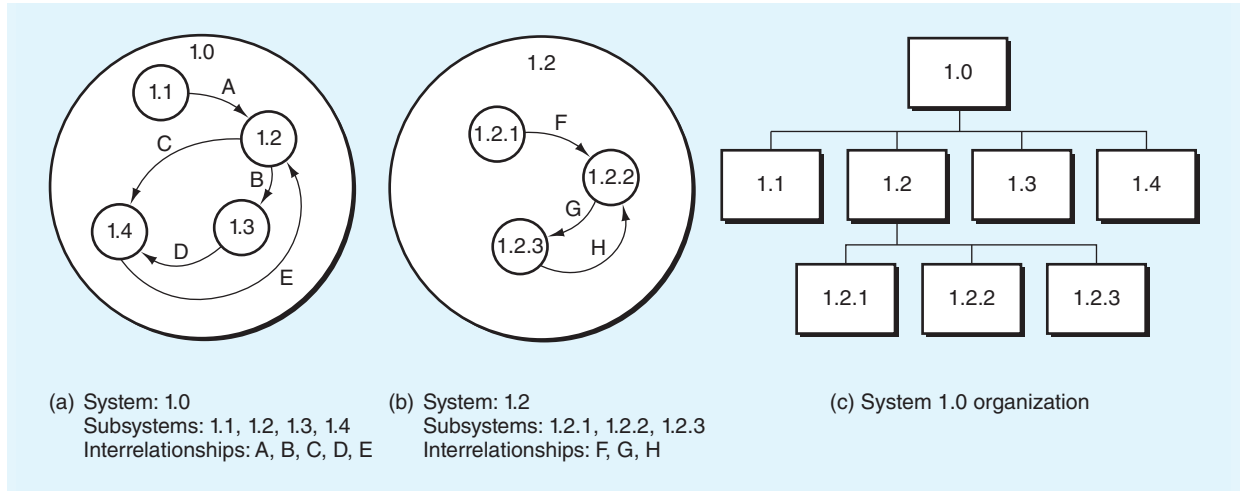 1.0
1.1
A
1.2
C
B
1.4
1.3
D
E
1.2
1.2.1
F
1.2.2
G
1.2.3
H
1.0
1.1 1.2 1.3 1.4
1.2.1 1.2.2 1.2.3
(a) System: 1.0
Subsystems: 1.1, 1.2, 1.3, 1.4
Interrelationships: A, B, C, D, E
(b) System: 1.2
Subsystems: 1.2.1, 1.2.2, 1.2.3
Interrelationships: F, G, H
(c) System 1.0 organization